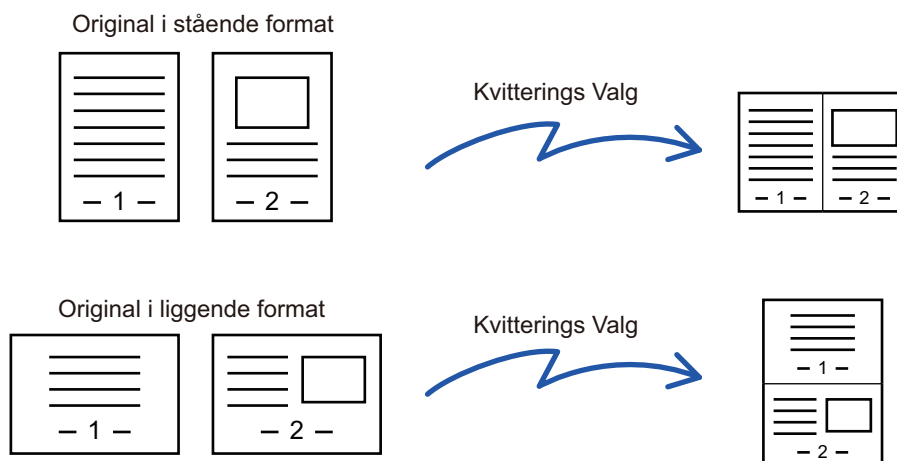 Original i stående format
Kvitterings Valg
– 1 –
– 2 –
– 1 –
– 2 –
Original i liggende format
Kvitterings Valg
– 1 –
– 2 –
– 1 –
– 2 –